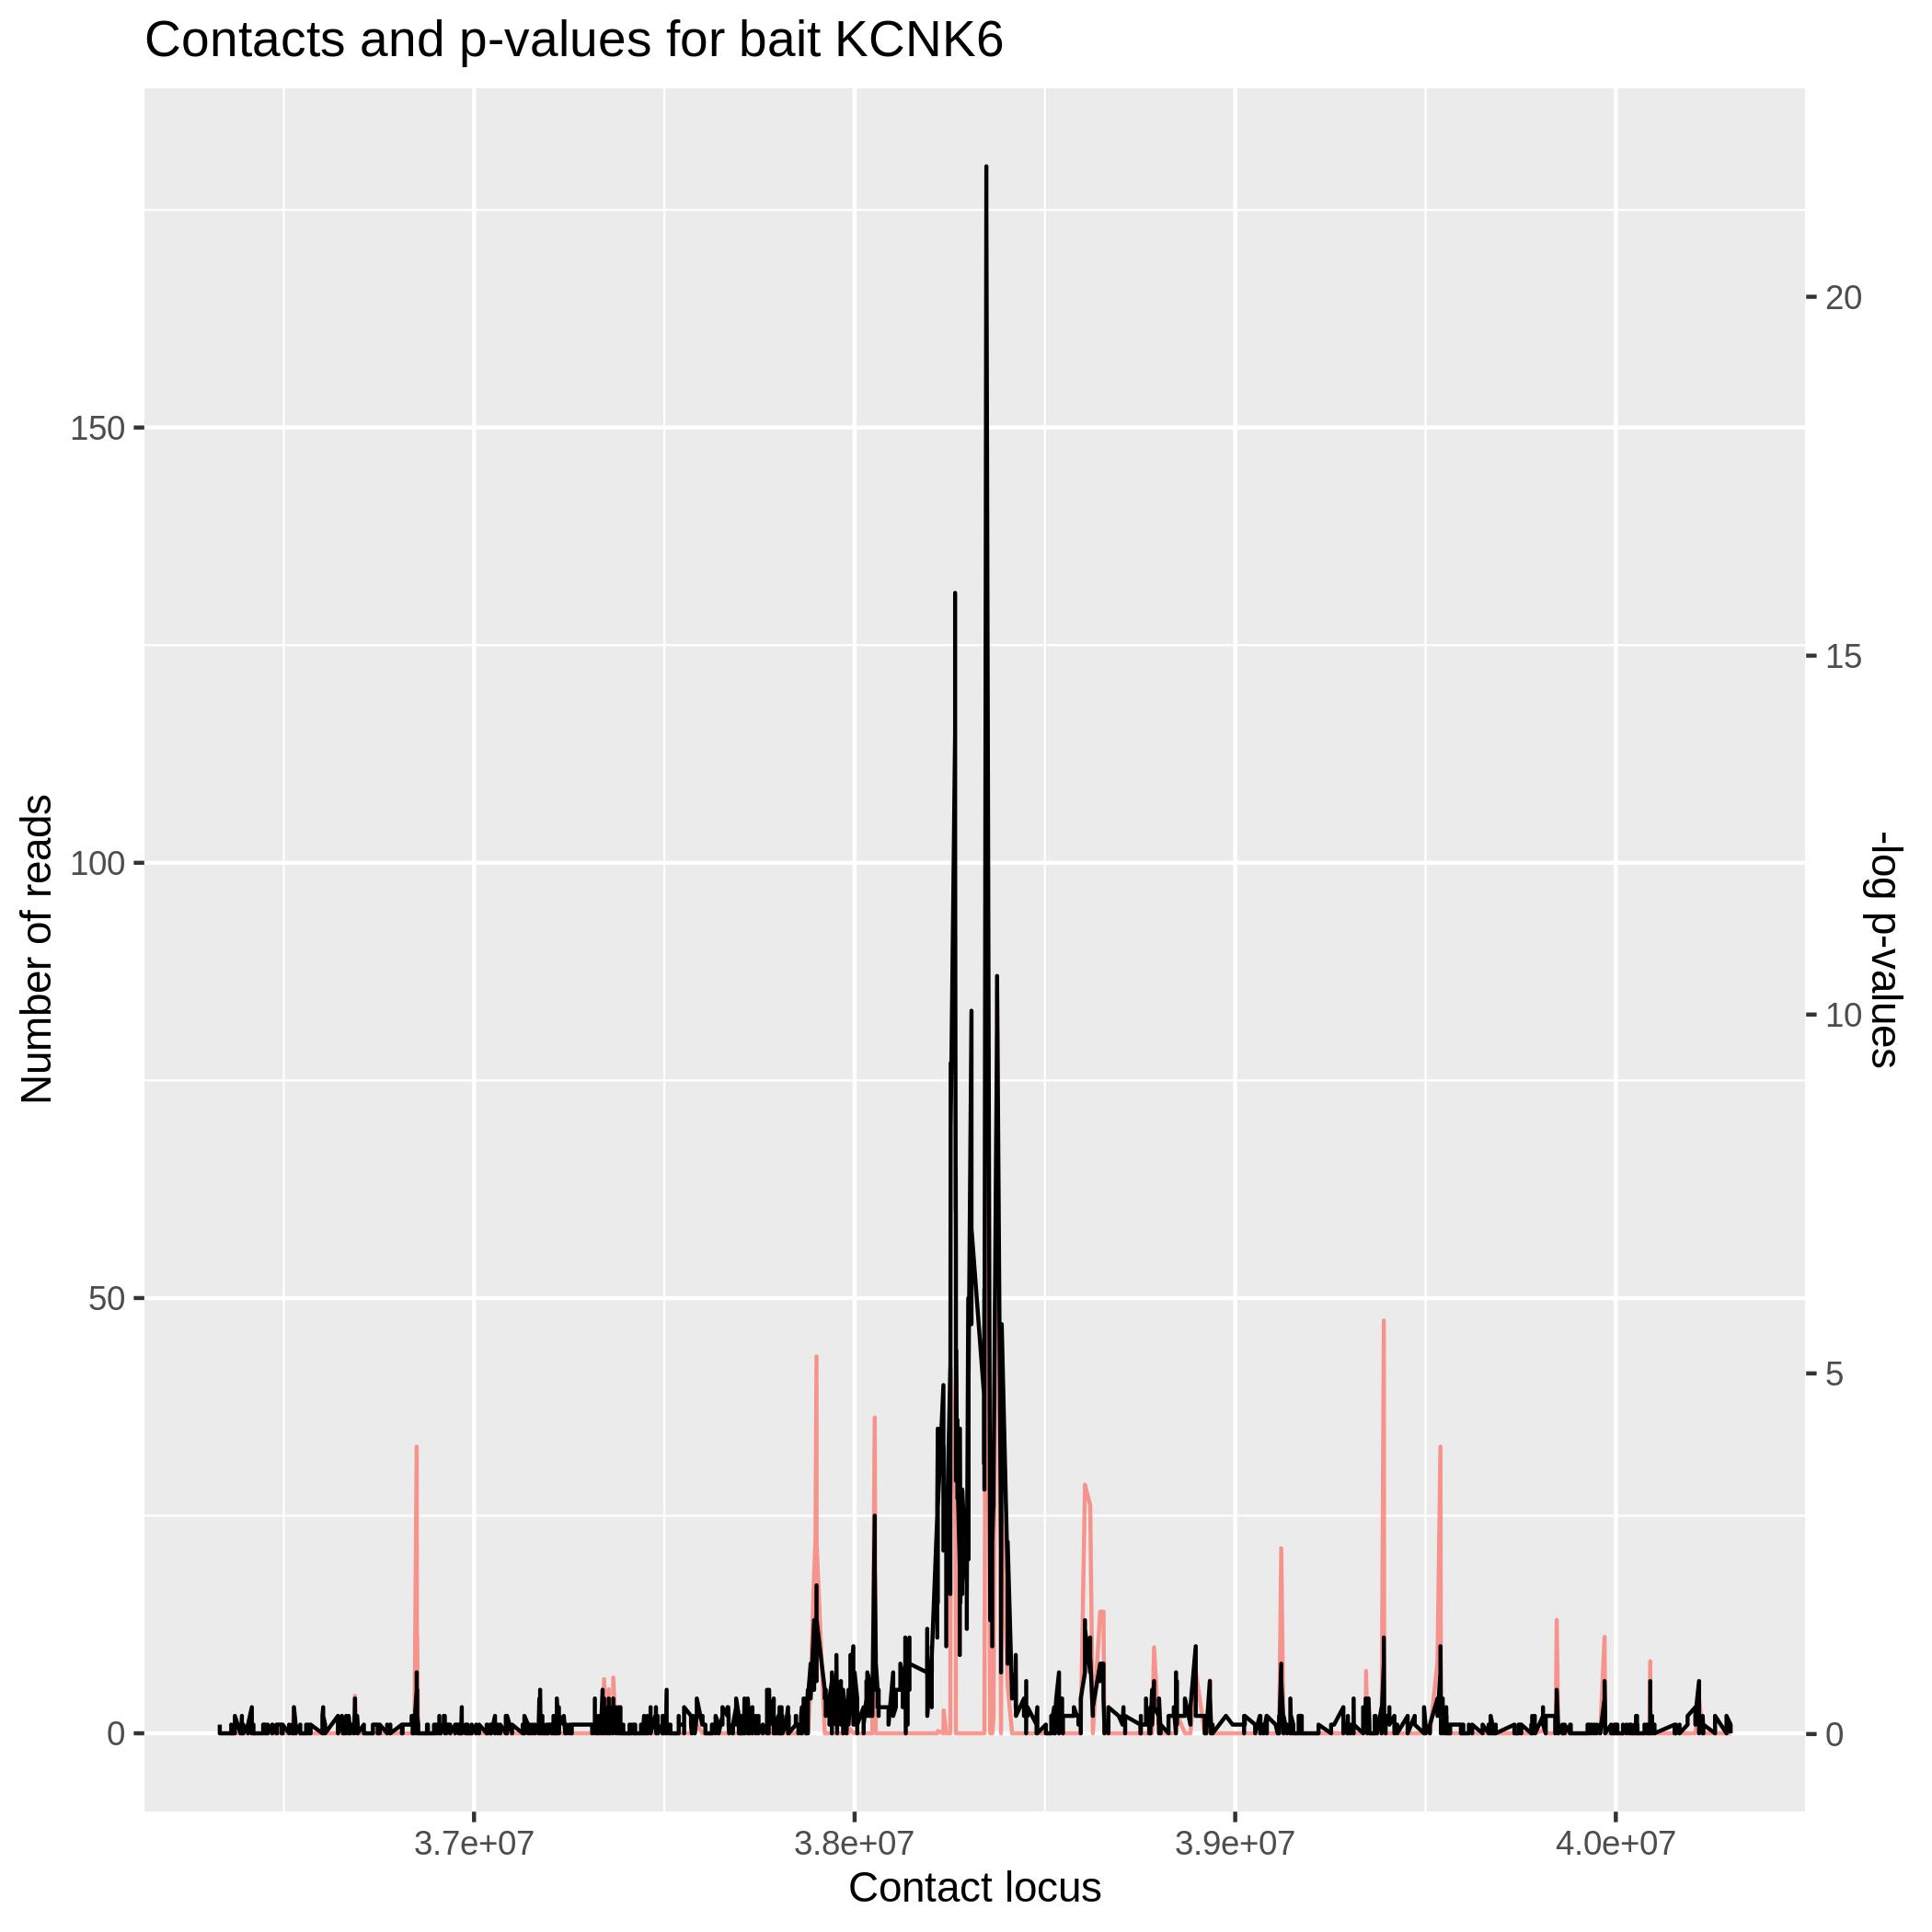 Contacts and p-values for bait KCNK6
Number of reads
150
100
50
0
20
15
10
5
0
-log p-values
3.7e+07
3.8e+07
3.9e+07
4.0e+07
Contact locus